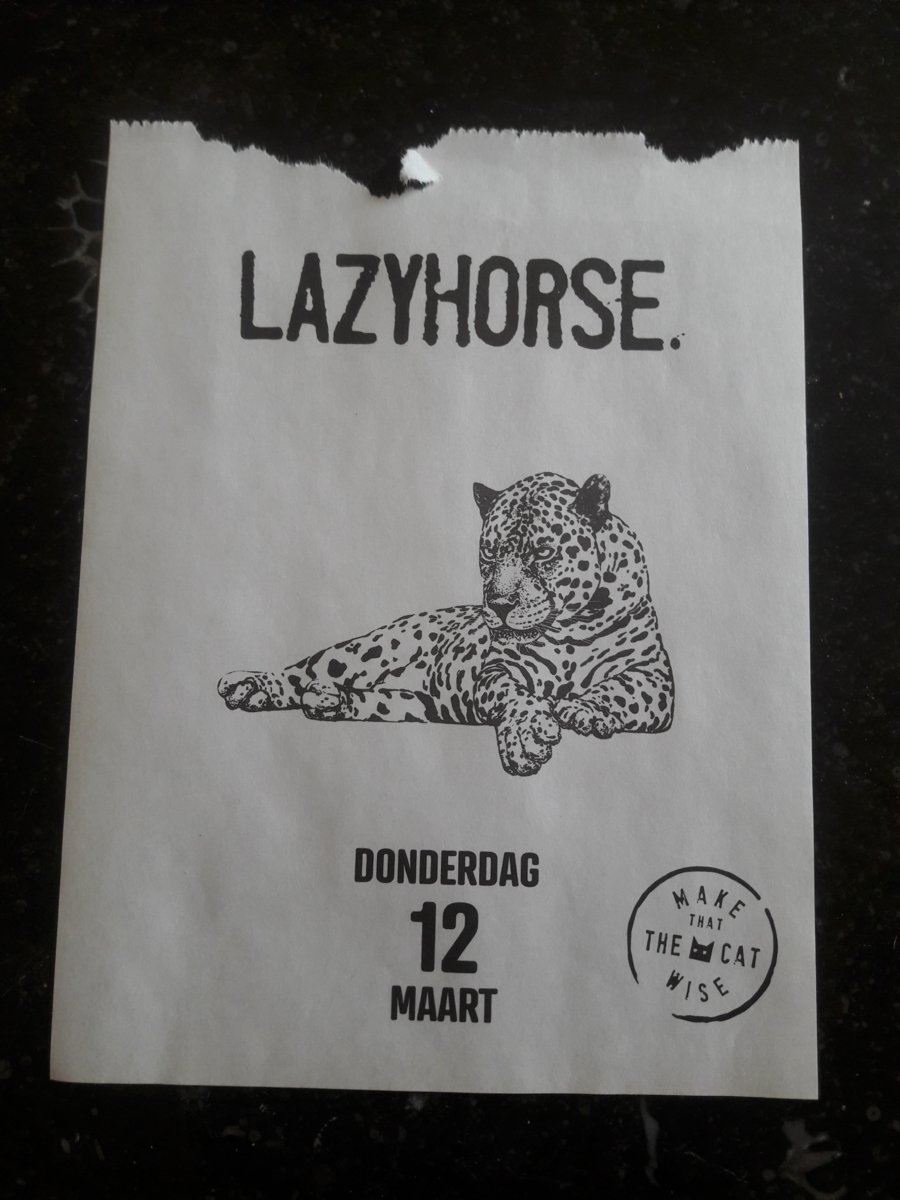 LAZYHORSE.
DONDERDAG
12
MAART
MAKE
THAT
THE CAT
WISE